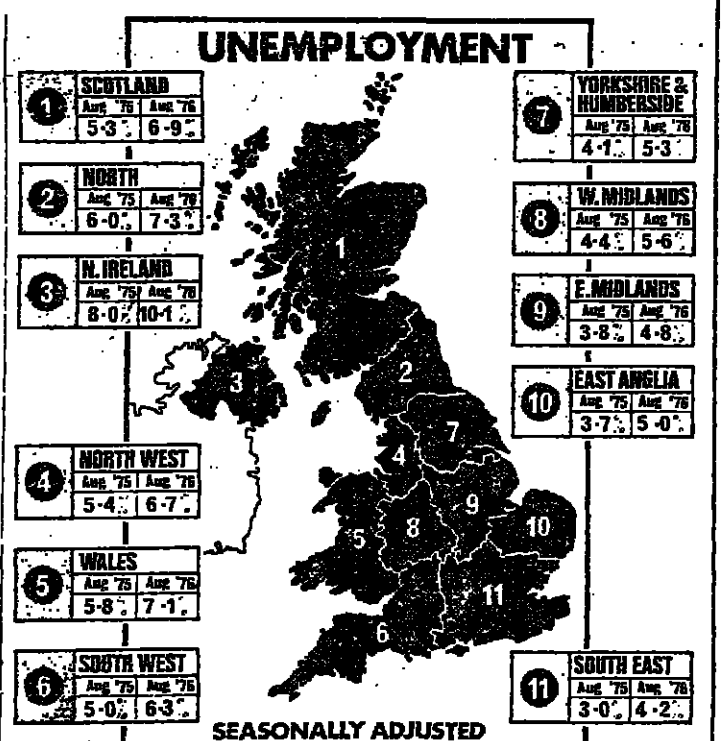 UNEMPLOYMENT
1
SCOTLAND
Aug '75 Aug '76
5·3% 6·9%
2
NORTH
Aug '75 Aug '76
6·0% 7·3%
3
N. IRELAND
Aug '75 Aug '76
8·0% 10·1%
4
NORTH WEST
Aug '75 Aug '76
5·4% 6·7%
5
WALES
Aug '75 Aug '76
5·8% 7·1%
6
SOUTH WEST
Aug '75 Aug '76
5·0% 6·3%
7
YORKSHIRE &
HUMBERSIDE
Aug '75 Aug '76
4·1% 5·3
8
W. MIDLANDS
Aug '75 Aug '76
4·4% 5·6%
9
E. MIDLANDS
Aug '75 Aug '76
3·8% 4·8%
10
EAST ANGLIA
Aug '75 Aug '76
3·7% 5·0%
11
SOUTH EAST
Aug '75 Aug '76
3·0% 4·2%
1
2
3
4
7
9
8
10
5
11
6
SEASONALLY ADJUSTED